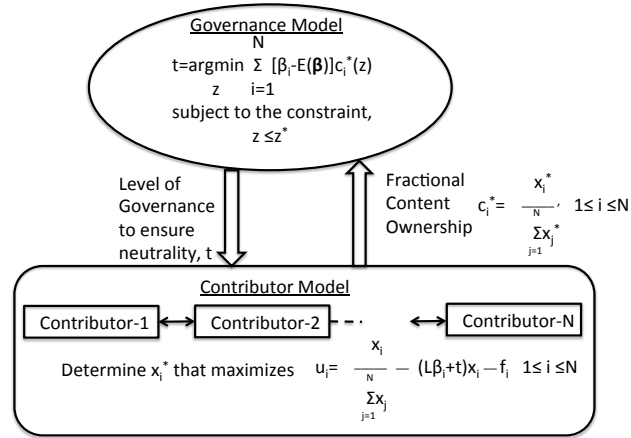 Governance Model
N
t=argmin Σ [βᵢ-E(β)]cᵢ*(z)
z i=1
subject to the constraint,
z ≤z*
Level of
Governance
to ensure
neutrality, t
Fractional
Content
Ownership
cᵢ*= xᵢ* / N Σxⱼ* j=1 , 1≤ i ≤N
Contributor Model
Contributor-1
Contributor-2
Contributor-N
Determine xᵢ* that maximizes uᵢ= xᵢ / N Σxⱼ j=1 — (Lβᵢ+t)xᵢ —fᵢ 1≤ i ≤N